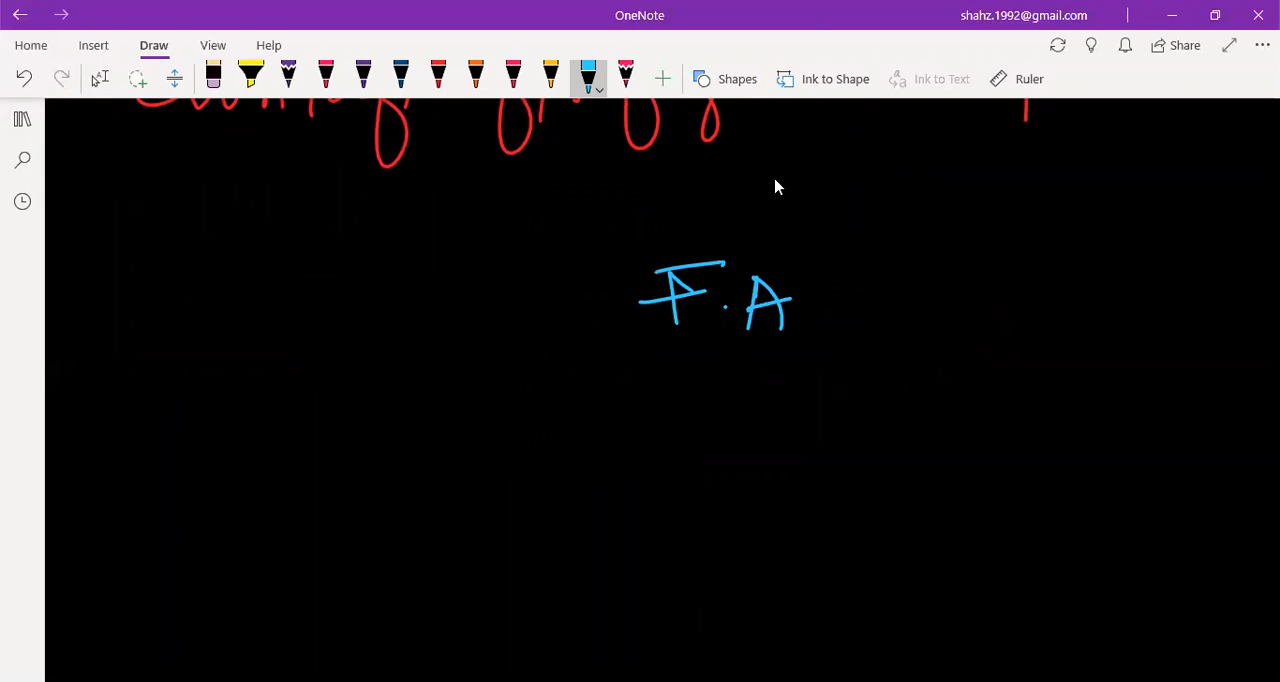 OneNote
shahz.1992@gmail.com
Home Insert Draw View Help
Share
Shapes Ink to Shape Ink to Text Ruler
F.A